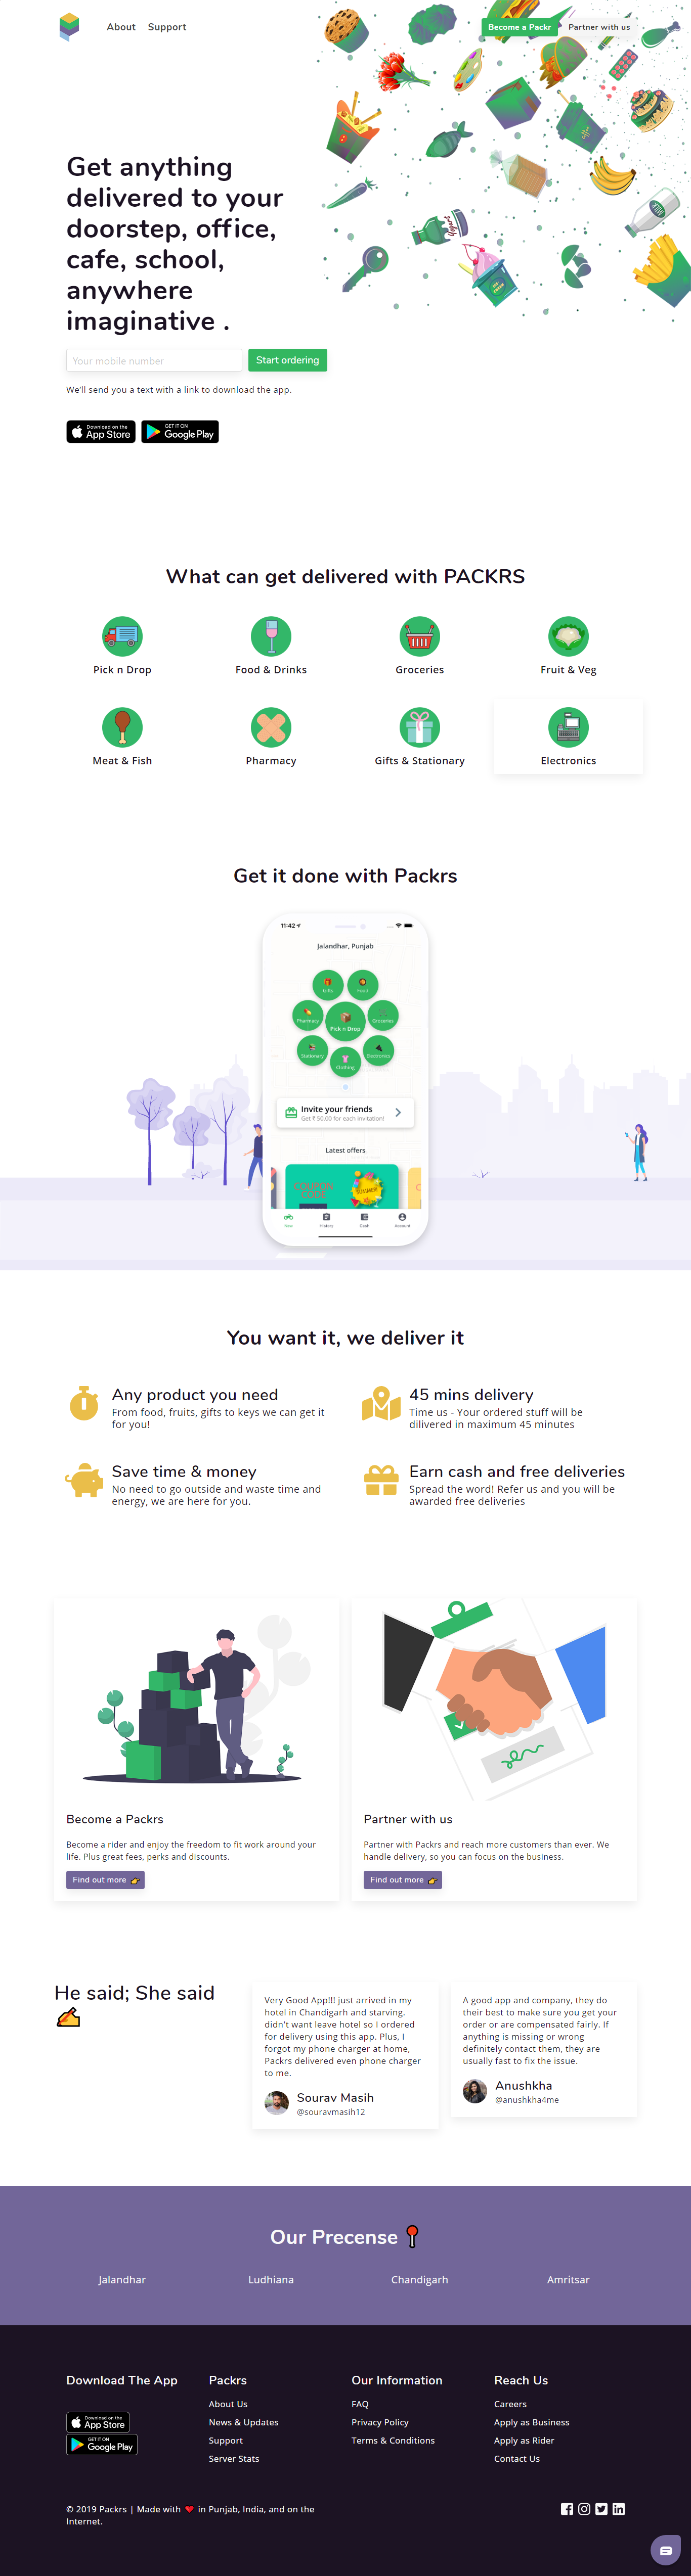 About Support Become a Packr Partner with us
Get anything
delivered to your
doorstep, office,
cafe, school,
anywhere
imaginative .
Your mobile number Start ordering
We'll send you a text with a link to download the app.
Download on the
App Store
GET IT ON
Google Play
What can get delivered with PACKRS
Pick n Drop Food & Drinks Groceries Fruit & Veg
Meat & Fish Pharmacy Gifts & Stationary Electronics
Get it done with Packrs
11:42
Jalandhar, Punjab
Gifts Food
Pharmacy Pick n Drop Groceries
Stationary Clothing Electronics
Invite your friends
Get ₹ 50.00 for each invitation!
Latest offers
COUPON
CODE
SUMMER
History Cash Account
You want it, we deliver it
Any product you need
From food, fruits, gifts to keys we can get it
for you!
45 mins delivery
Time us - Your ordered stuff will be
dilivered in maximum 45 minutes
Save time & money
No need to go outside and waste time and
energy, we are here for you.
Earn cash and free deliveries
Spread the word! Refer us and you will be
awarded free deliveries
Become a Packrs
Become a rider and enjoy the freedom to fit work around your
life. Plus great fees, perks and discounts.
Find out more
Partner with us
Partner with Packrs and reach more customers than ever. We
handle delivery, so you can focus on the business.
Find out more
He said; She said
✍
Very Good App!!! just arrived in my
hotel in Chandigarh and starving.
didn't want leave hotel so I ordered
for delivery using this app. Plus, I
forgot my phone charger at home,
Packrs delivered even phone charger
to me.
Sourav Masih
@souravmasih12
A good app and company, they do
their best to make sure you get your
order or are compensated fairly. If
anything is missing or wrong
definitely contact them, they are
usually fast to fix the issue.
Anushkha
@anushkha4me
Our Precense 📍
Jalandhar Ludhiana Chandigarh Amritsar
Download The App
Download on the
App Store
GET IT ON
Google Play
Packrs
About Us
News & Updates
Support
Server Stats
Our Information
FAQ
Privacy Policy
Terms & Conditions
Reach Us
Careers
Apply as Business
Apply as Rider
Contact Us
© 2019 Packrs | Made with ❤ in Punjab, India, and on the
Internet.